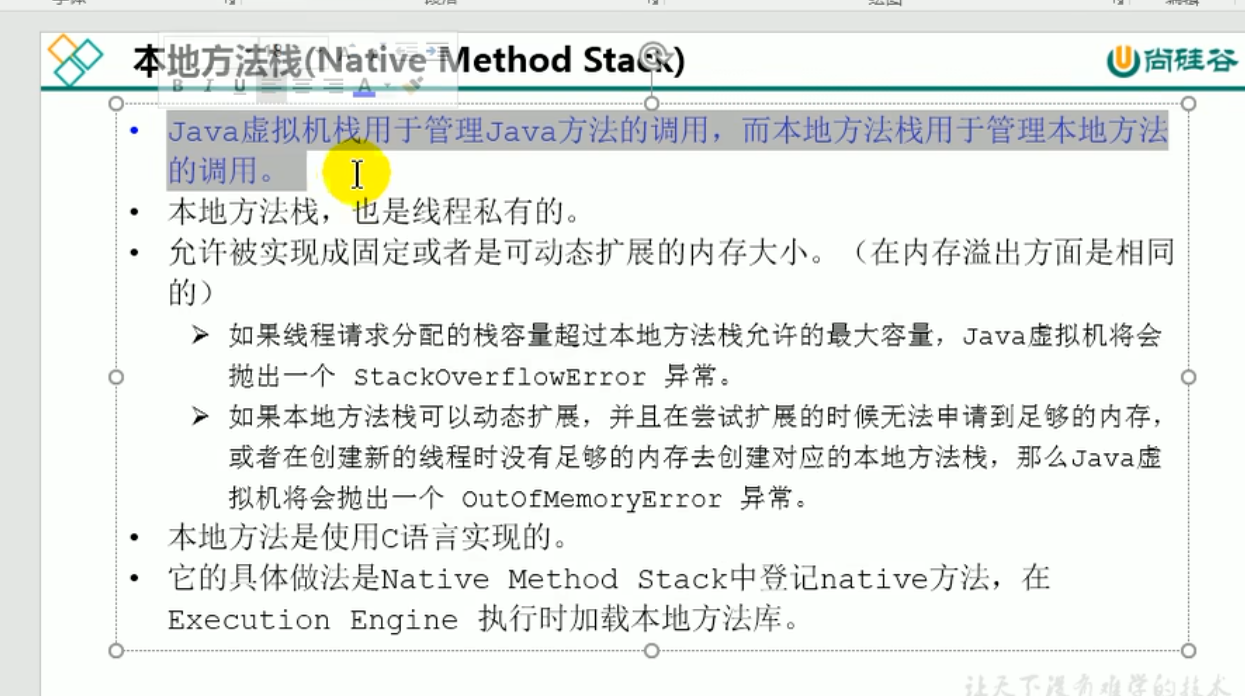 本地方法栈(Native Method Stack)
尚硅谷
B I U A
• Java虚拟机栈用于管理Java方法的调用，而本地方法栈用于管理本地方法
的调用。
• 本地方法栈，也是线程私有的。
• 允许被实现成固定或者是可动态扩展的内存大小。（在内存溢出方面是相同
的）
➢ 如果线程请求分配的栈容量超过本地方法栈允许的最大容量，Java虚拟机将会
抛出一个 StackOverflowError 异常。
➢ 如果本地方法栈可以动态扩展，并且在尝试扩展的时候无法申请到足够的内存，
或者在创建新的线程时没有足够的内存去创建对应的本地方法栈，那么Java虚
拟机将会抛出一个 OutOfMemoryError 异常。
• 本地方法是使用C语言实现的。
• 它的具体做法是Native Method Stack中登记native方法，在
Execution Engine 执行时加载本地方法库。
让天下没有难学的技术